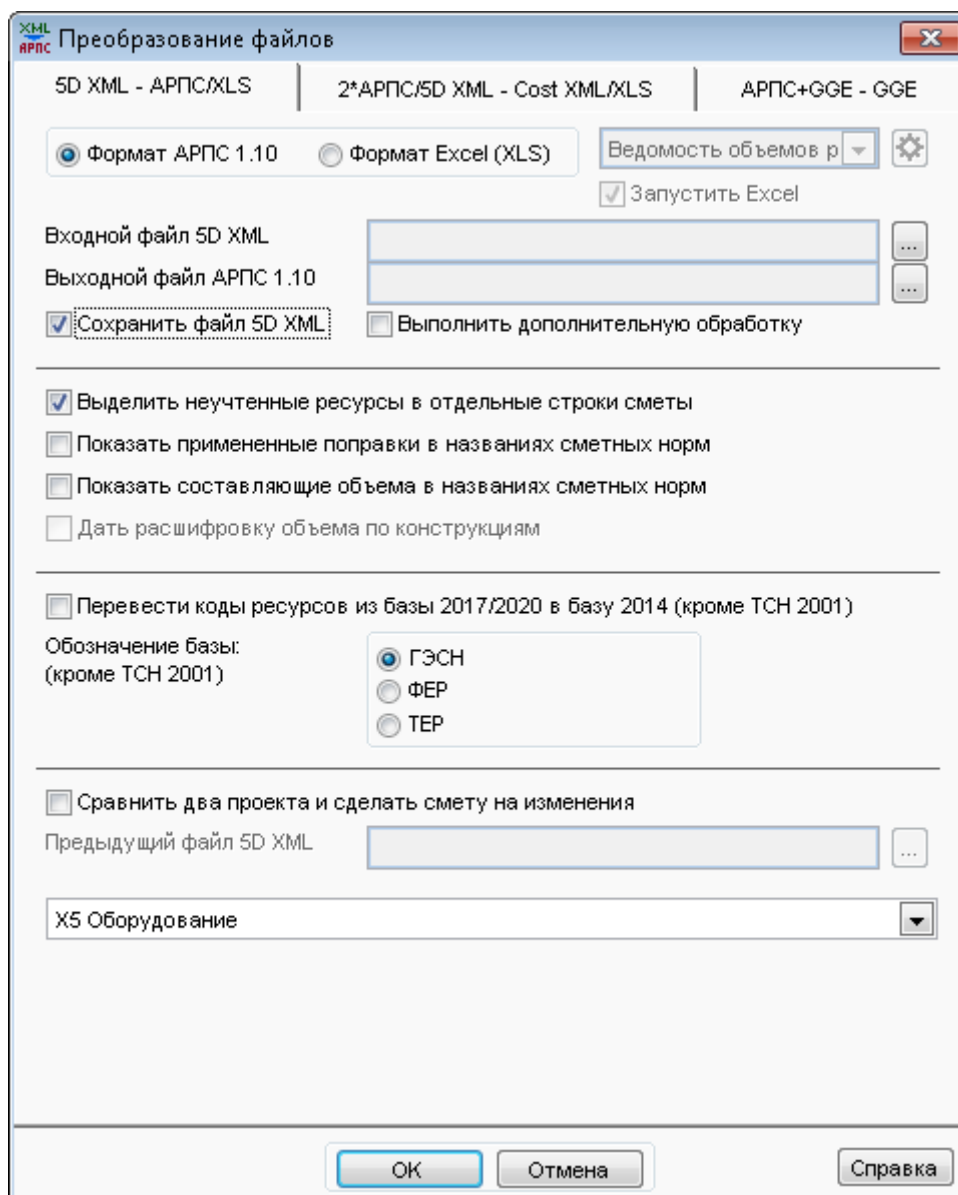 XML АРПС Преобразование файлов
5D XML - АРПС/XLS 2*АРПС/5D XML - Cost XML/XLS АРПС+GGE - GGE
Формат АРПС 1.10 Формат Excel (XLS) Ведомость объемов р
Запустить Excel
Входной файл 5D XML ...
Выходной файл АРПС 1.10 ...
Сохранить файл 5D XML Выполнить дополнительную обработку
Выделить неучтенные ресурсы в отдельные строки сметы
Показать примененные поправки в названиях сметных норм
Показать составляющие объема в названиях сметных норм
Дать расшифровку объема по конструкциям
Перевести коды ресурсов из базы 2017/2020 в базу 2014 (кроме ТСН 2001)
Обозначение базы:
(кроме ТСН 2001)
ГЭСН
ФЕР
ТЕР
Сравнить два проекта и сделать смету на изменения
Предыдущий файл 5D XML ...
X5 Оборудование
OK Отмена Справка